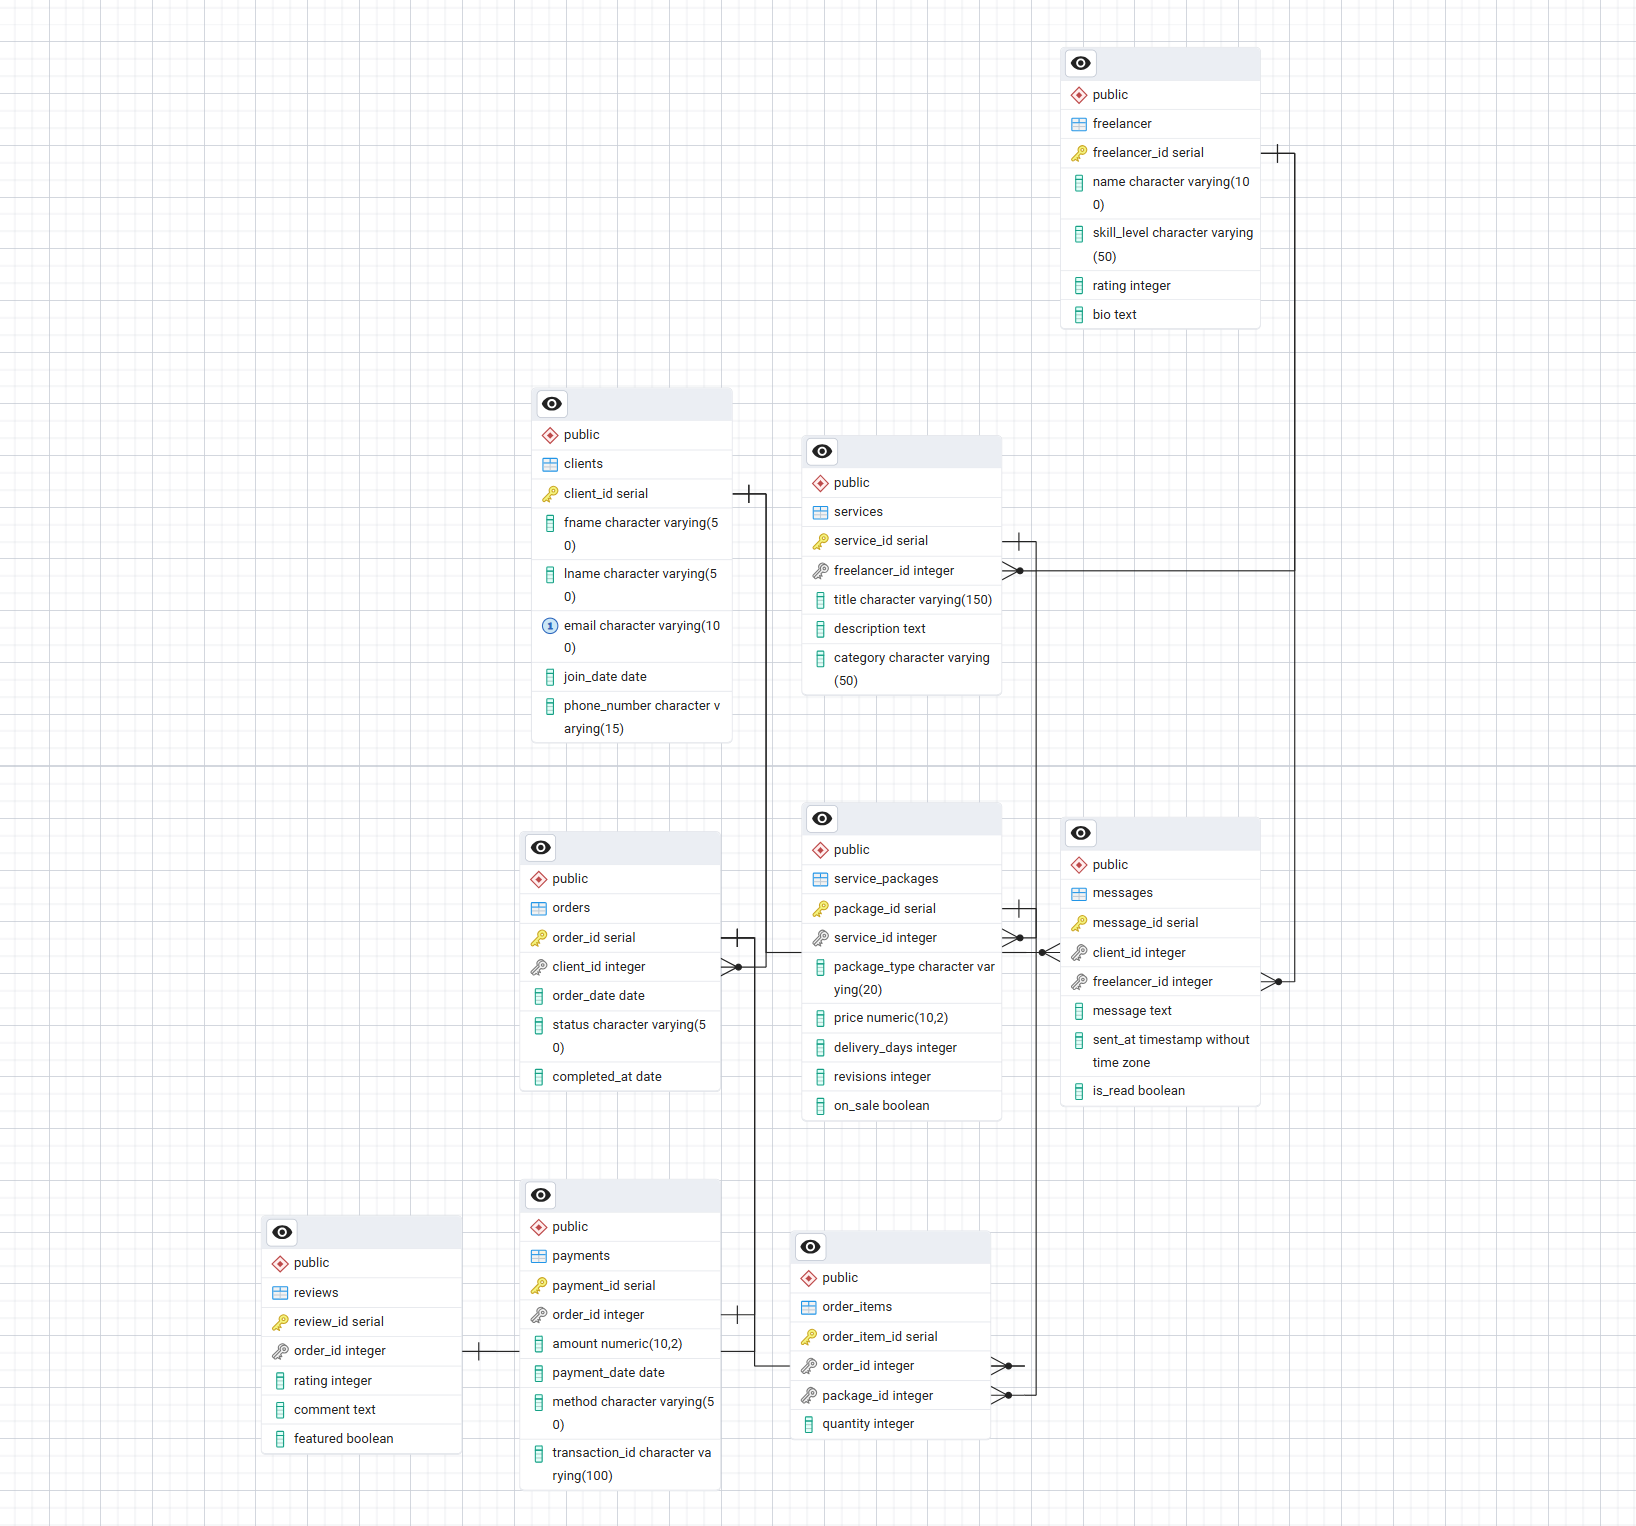 public
freelancer
freelancer_id serial
name character varying(10
0)
skill_level character varying
(50)
rating integer
bio text
public
clients
client_id serial
fname character varying(5
0)
lname character varying(5
0)
email character varying(10
0)
join_date date
phone_number character v
arying(15)
public
services
service_id serial
freelancer_id integer
title character varying(150)
description text
category character varying
(50)
public
orders
order_id serial
client_id integer
order_date date
status character varying(5
0)
completed_at date
public
service_packages
package_id serial
service_id integer
package_type character var
ying(20)
price numeric(10,2)
delivery_days integer
revisions integer
on_sale boolean
public
messages
message_id serial
client_id integer
freelancer_id integer
message text
sent_at timestamp without
time zone
is_read boolean
public
reviews
review_id serial
order_id integer
rating integer
comment text
featured boolean
public
payments
payment_id serial
order_id integer
amount numeric(10,2)
payment_date date
method character varying(5
0)
transaction_id character va
rying(100)
public
order_items
order_item_id serial
order_id integer
package_id integer
quantity integer